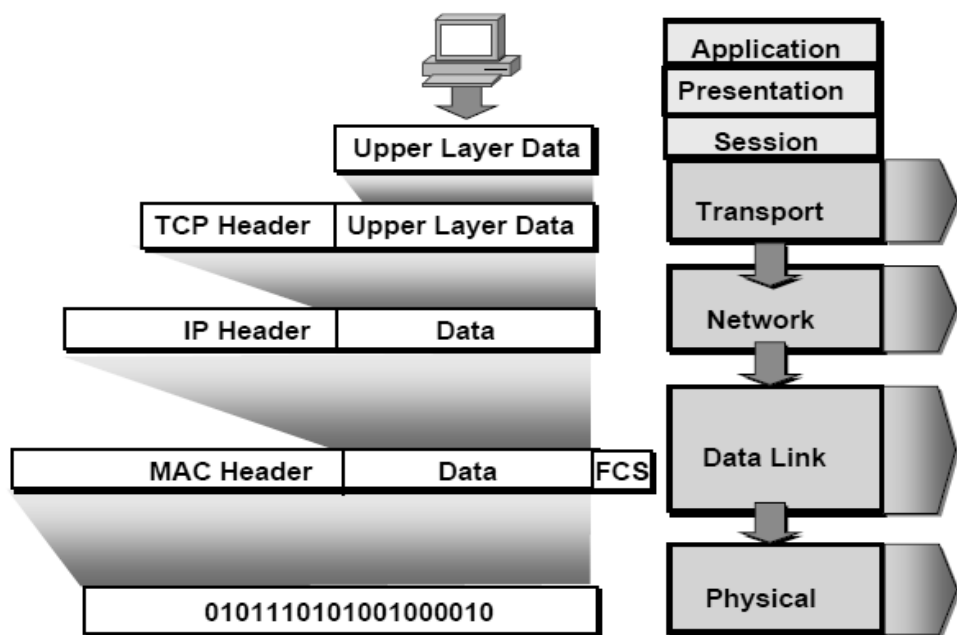 Application
Presentation
Upper Layer Data
Session
TCP Header Upper Layer Data
Transport
IP Header Data
Network
MAC Header Data FCS
Data Link
0101110101001000010
Physical